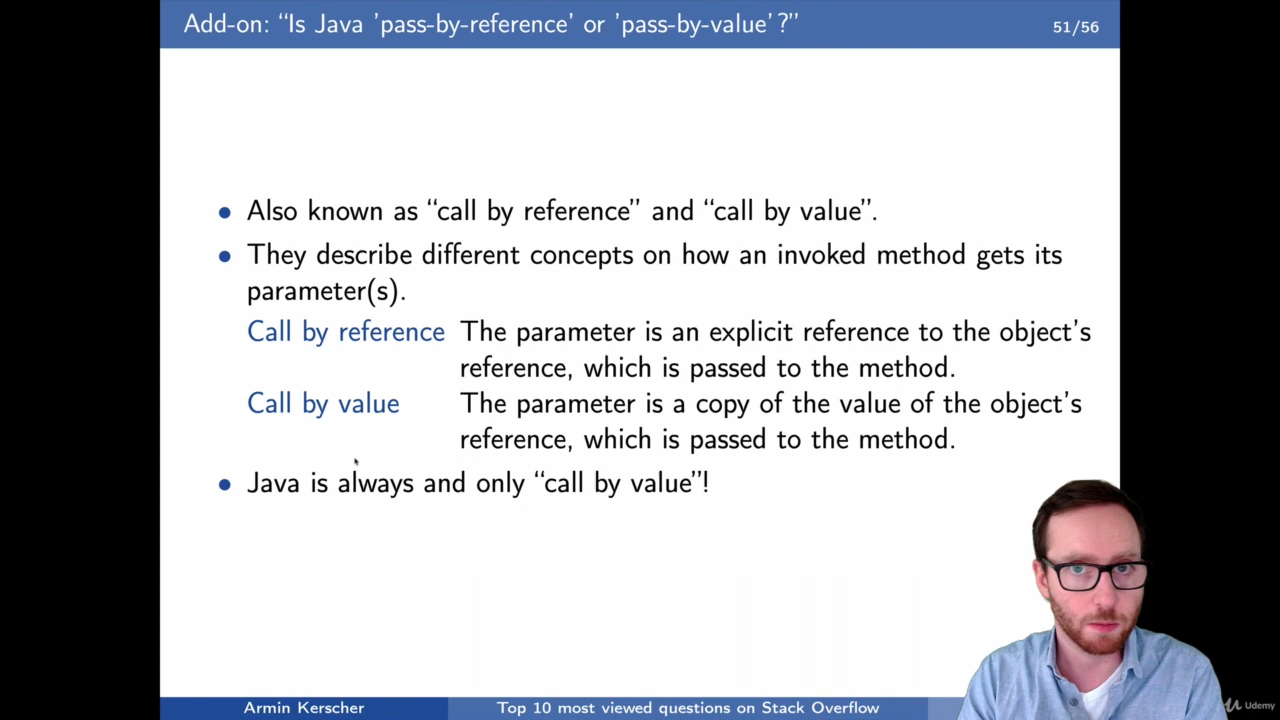 Add-on: “Is Java 'pass-by-reference' or 'pass-by-value'?”
51/56
Also known as “call by reference” and “call by value”.
They describe different concepts on how an invoked method gets its
parameter(s).
Call by reference The parameter is an explicit reference to the object's
reference, which is passed to the method.
Call by value The parameter is a copy of the value of the object's
reference, which is passed to the method.
Java is always and only “call by value”!
Armin Kerscher
Top 10 most viewed questions on Stack Overflow
Udemy